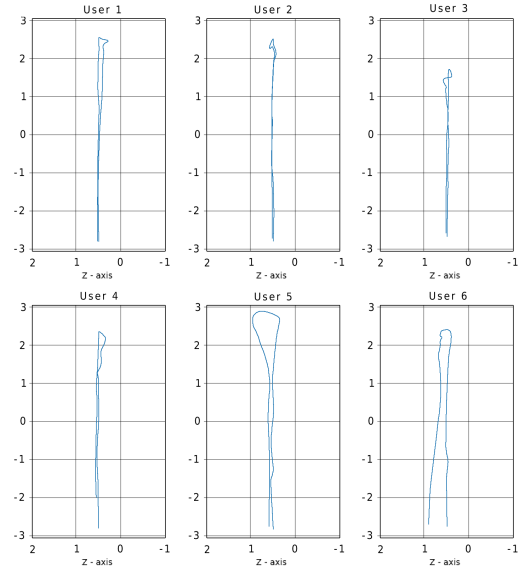 User 1 User 2 User 3
3 3 3
2 2 2
1 1 1
0 0 0
-1 -1 -1
-2 -2 -2
-3 -3 -3
2 1 0 -1 2 1 0 -1 2 1 0 -1
Z - axis Z - axis Z - axis
User 4 User 5 User 6
3 3 3
2 2 2
1 1 1
0 0 0
-1 -1 -1
-2 -2 -2
-3 -3 -3
2 1 0 -1 2 1 0 -1 2 1 0 -1
Z - axis Z - axis Z - axis